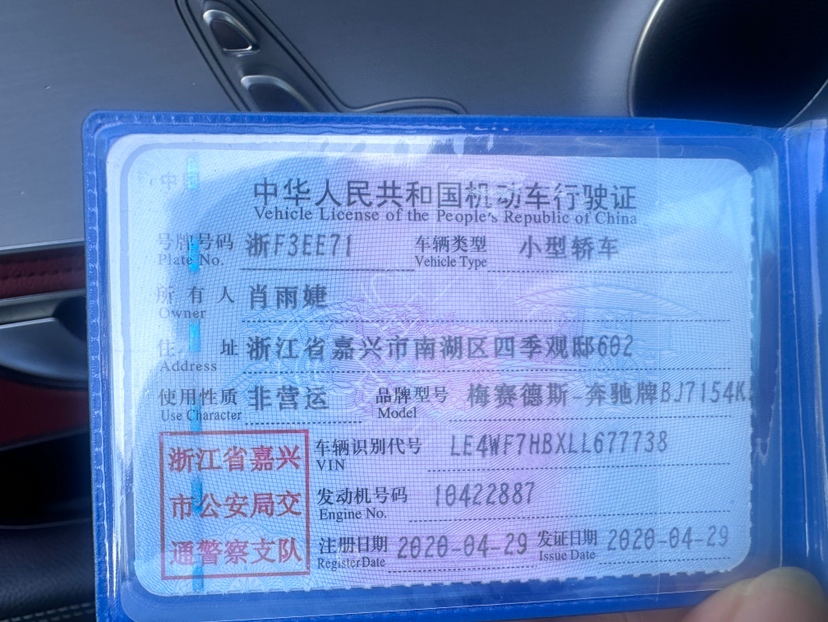 中华人民共和国机动车行驶证
Vehicle License of the People's Republic of China
号牌号码 浙F3EE71 车辆类型 小型轿车
Plate No. Vehicle Type
所有人 肖雨婕
Owner
住 址 浙江省嘉兴市南湖区四季观邸602
Address
使用性质 非营运 品牌型号 梅赛德斯-奔驰牌BJ7154K
Use Character Model
浙江省嘉兴
市公安局交
通警察支队
车辆识别代号 LE4WF7HBXLL677738
VIN
发动机号码 10422887
Engine No.
注册日期 2020-04-29 发证日期 2020-04-29
Register Date Issue Date